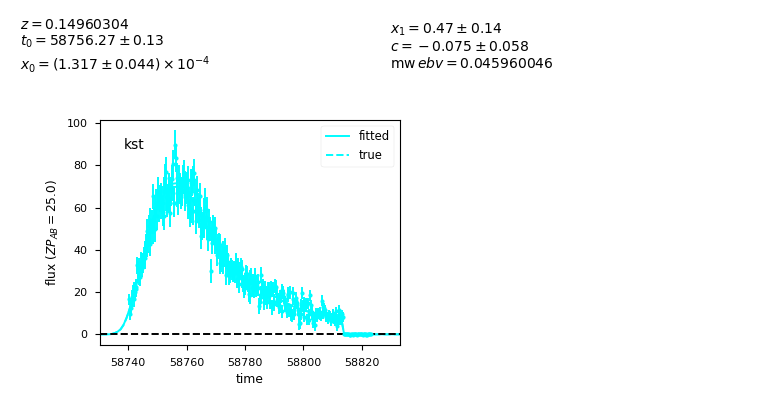 z = 0.14960304
t₀ = 58756.27 ± 0.13
x₀ = (1.317 ± 0.044) × 10⁻⁴
x₁ = 0.47 ± 0.14
c = −0.075 ± 0.058
mw ebv = 0.045960046
kst
fitted
true
flux (ZP_AB = 25.0)
100
80
60
40
20
0
58740 58760 58780 58800 58820
time